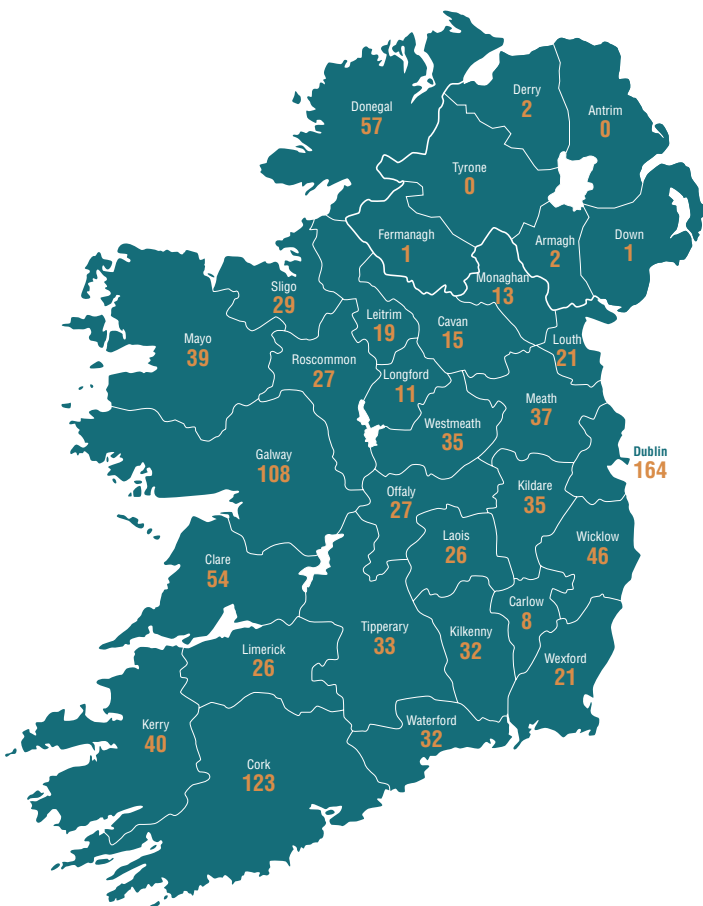 Derry
2
Antrim
0
Donegal
57
Tyrone
0
Fermanagh
1
Armagh
2
Down
1
Monaghan
13
Sligo
29
Leitrim
19
Cavan
15
Mayo
39
Louth
21
Roscommon
27
Longford
11
Meath
37
Westmeath
35
Dublin
164
Galway
108
Offaly
27
Kildare
35
Laois
26
Wicklow
46
Clare
54
Carlow
8
Tipperary
33
Kilkenny
32
Limerick
26
Wexford
21
Kerry
40
Waterford
32
Cork
123